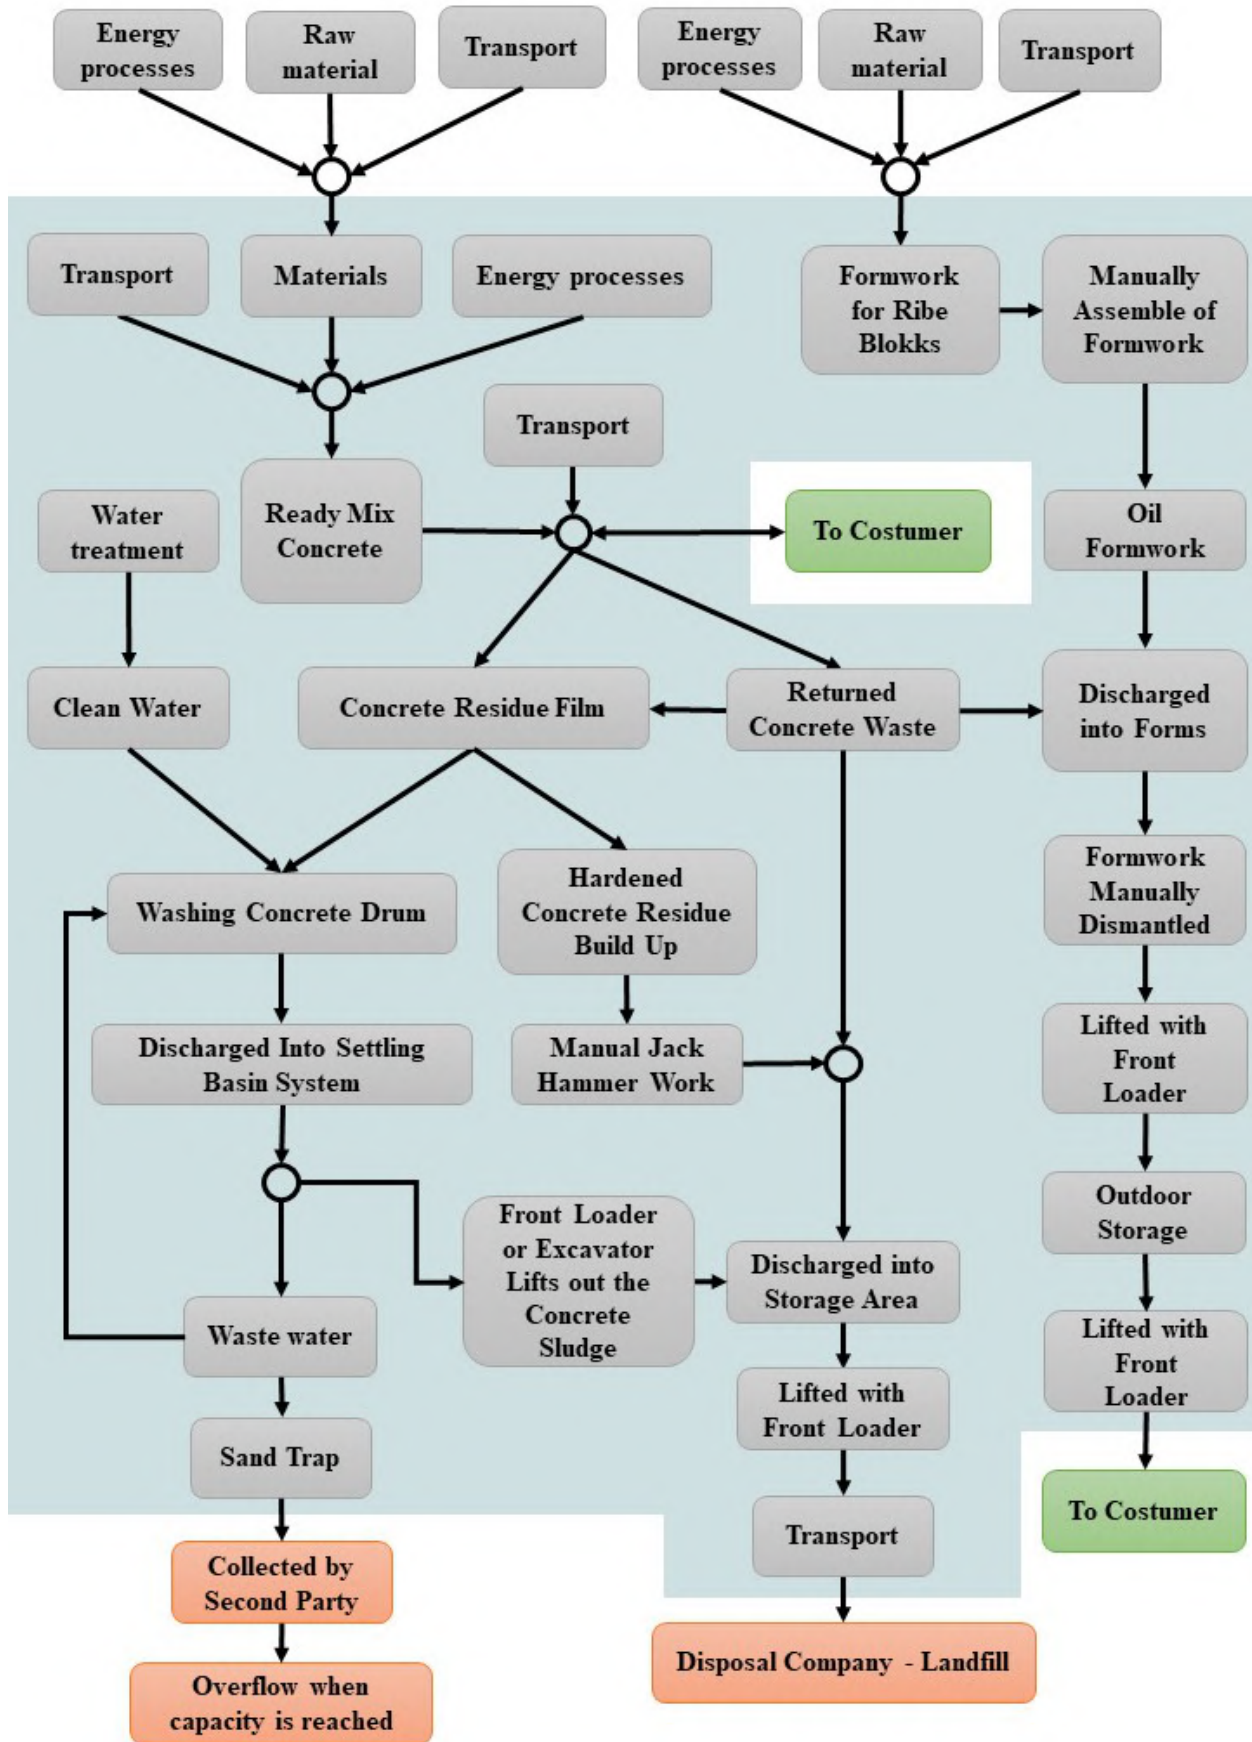 Energy
processes
Raw
material
Transport
Energy
processes
Raw
material
Transport
Transport
Materials
Energy processes
Formwork
for Ribe
Blokks
Manually
Assemble of
Formwork
Transport
Water
treatment
Ready Mix
Concrete
To Costumer
Oil
Formwork
Clean Water
Concrete Residue Film
Returned
Concrete Waste
Discharged
into Forms
Washing Concrete Drum
Hardened
Concrete Residue
Build Up
Formwork
Manually
Dismantled
Discharged Into Settling
Basin System
Manual Jack
Hammer Work
Lifted with
Front
Loader
Front Loader
or Excavator
Lifts out the
Concrete
Sludge
Discharged into
Storage Area
Outdoor
Storage
Waste water
Lifted with
Front Loader
Lifted with
Front
Loader
Sand Trap
Transport
To Costumer
Collected by
Second Party
Disposal Company - Landfill
Overflow when
capacity is reached